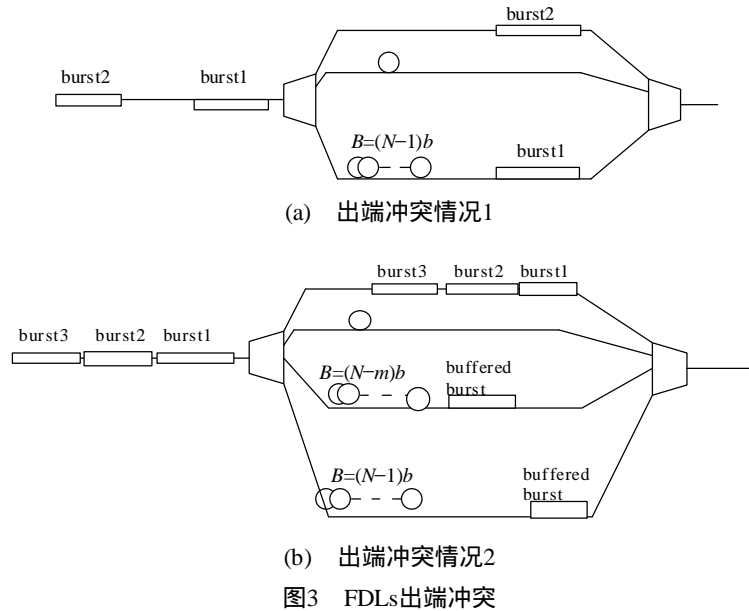 burst2
burst2 burst1
B=(N−1)b burst1
(a) 出端冲突情况1
burst3 burst2 burst1
burst3 burst2 burst1
B=(N−m)b buffered
burst
B=(N−1)b buffered
burst
(b) 出端冲突情况2
图3 FDLs出端冲突